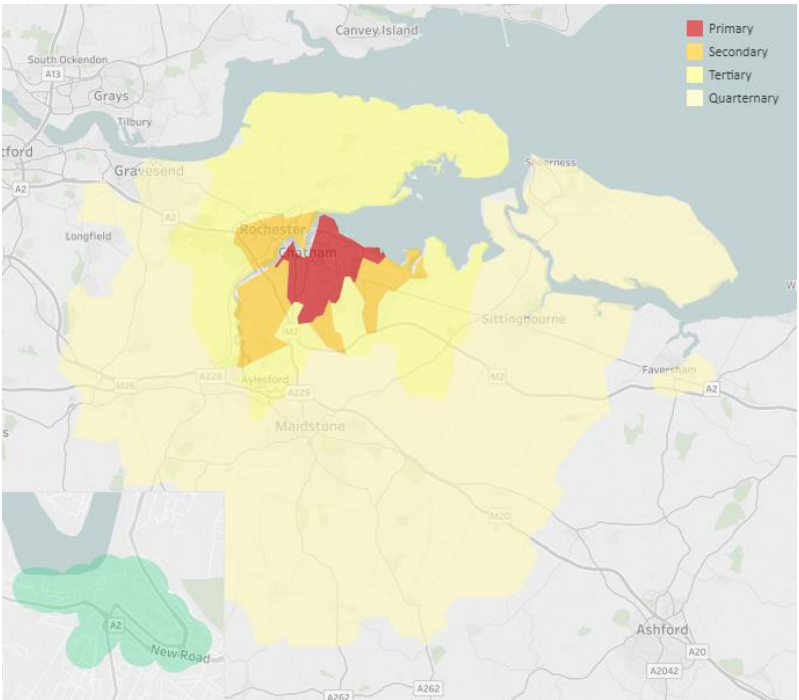 Canvey Island
Primary
Secondary
Tertiary
Quarternary
South Ockendon
A13
Grays
Tilbury
tford
Gravesend
A2
A2
Sheerness
Longfield
Rochester
Chatham
W
M2
Sittingbourne
A228
Aylesford
A229
M26
M2
Faversham
A2
Maidstone
s
M20
A2
New Road
Ashford
A20
A2042
A262
A262